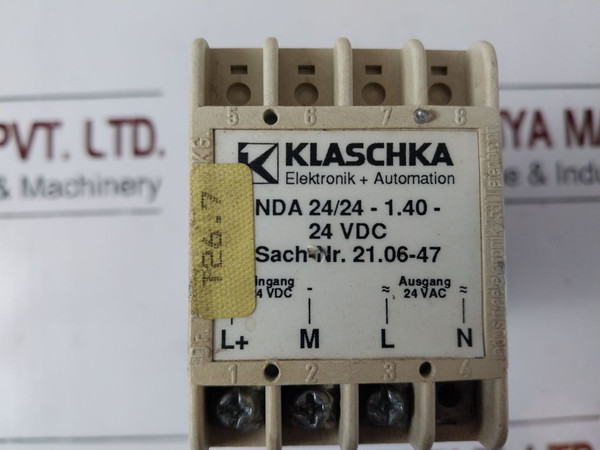 PVT. LTD.
& Machinery
YA MA
e & Indu
5 6 7 8
KLASCHKA
Elektronik + Automation
NDA 24/24 - 1.40 -
24 VDC
Sach-Nr. 21.06-47
T26.7
ingang
4 VDC
-
≈ Ausgang ≈
24 VAC
L+ M L N
1 2 3 4